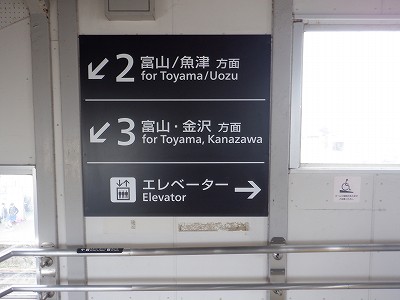 2 富山/魚津 方面
for Toyama/Uozu
3 富山・金沢 方面
for Toyama, Kanazawa
エレベーター
Elevator